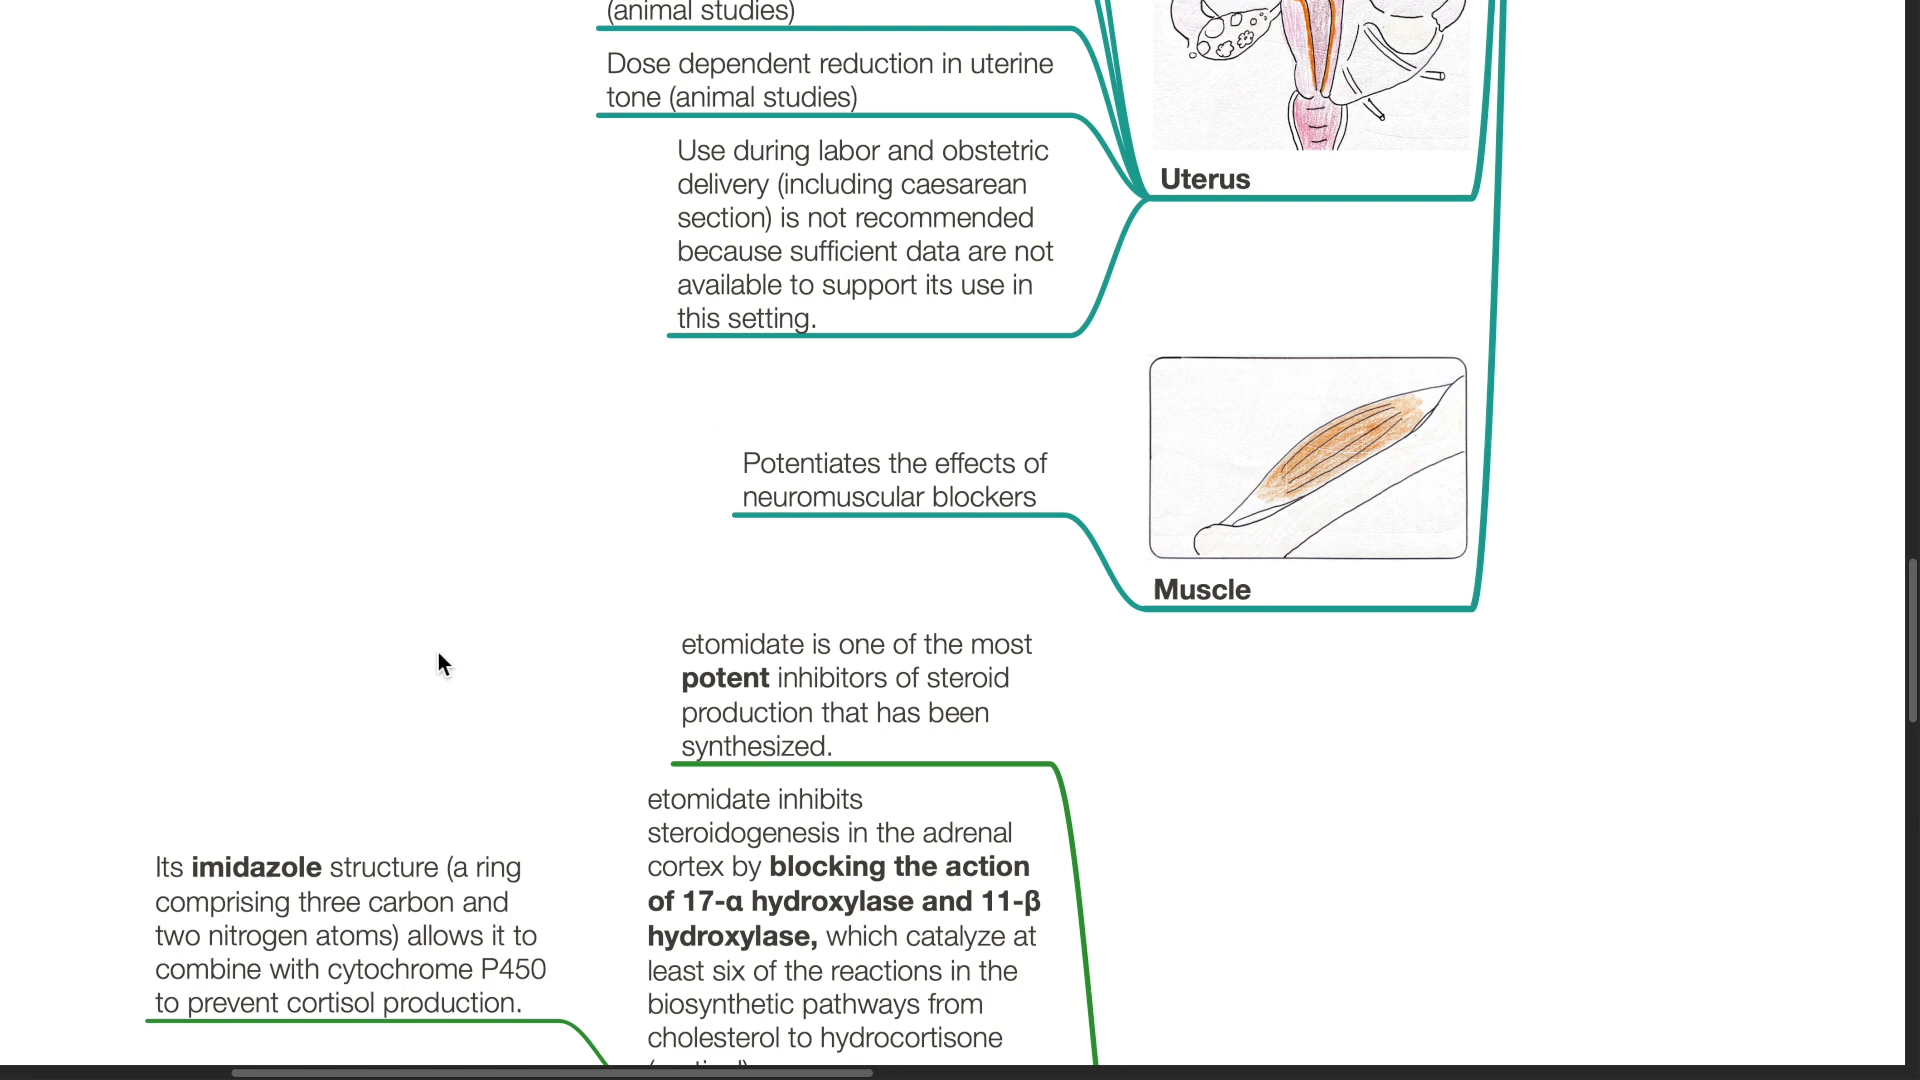 (animal studies)
Dose dependent reduction in uterine
tone (animal studies)
Use during labor and obstetric
delivery (including caesarean
section) is not recommended
because sufficient data are not
available to support its use in
this setting.
Uterus
Potentiates the effects of
neuromuscular blockers
Muscle
etomidate is one of the most
potent inhibitors of steroid
production that has been
synthesized.
etomidate inhibits
steroidogenesis in the adrenal
cortex by blocking the action
of 17-α hydroxylase and 11-β
hydroxylase, which catalyze at
least six of the reactions in the
biosynthetic pathways from
cholesterol to hydrocortisone
Its imidazole structure (a ring
comprising three carbon and
two nitrogen atoms) allows it to
combine with cytochrome P450
to prevent cortisol production.